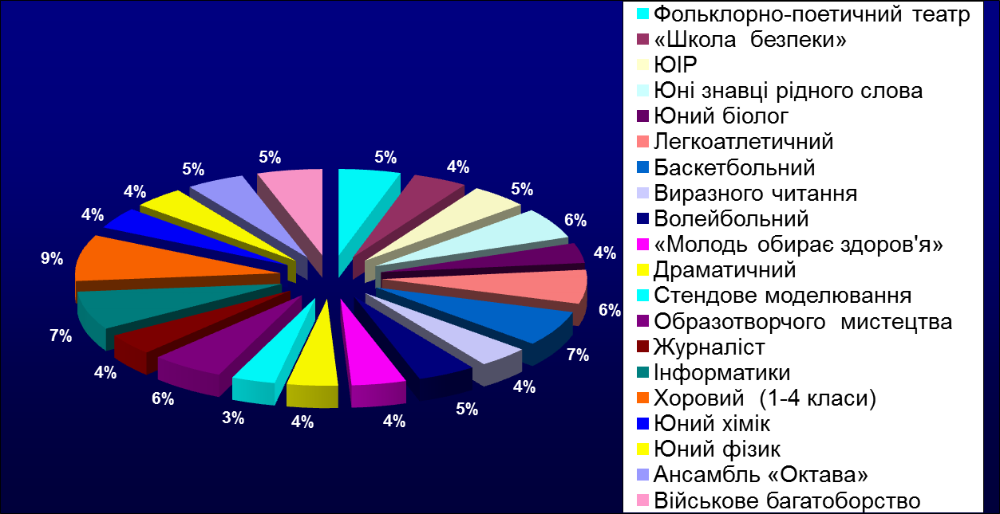 5%
4%
5%
6%
4%
6%
7%
4%
5%
4%
4%
3%
6%
4%
7%
9%
4%
4%
5%
5%
Фольклорно-поетичний театр
«Школа безпеки»
ЮІР
Юні знавці рідного слова
Юний біолог
Легкоатлетичний
Баскетбольний
Виразного читання
Волейбольний
«Молодь обирає здоров'я»
Драматичний
Стендове моделювання
Образотворчого мистецтва
Журналіст
Інформатики
Хоровий (1-4 класи)
Юний хімік
Юний фізик
Ансамбль «Октава»
Військове багатоборство